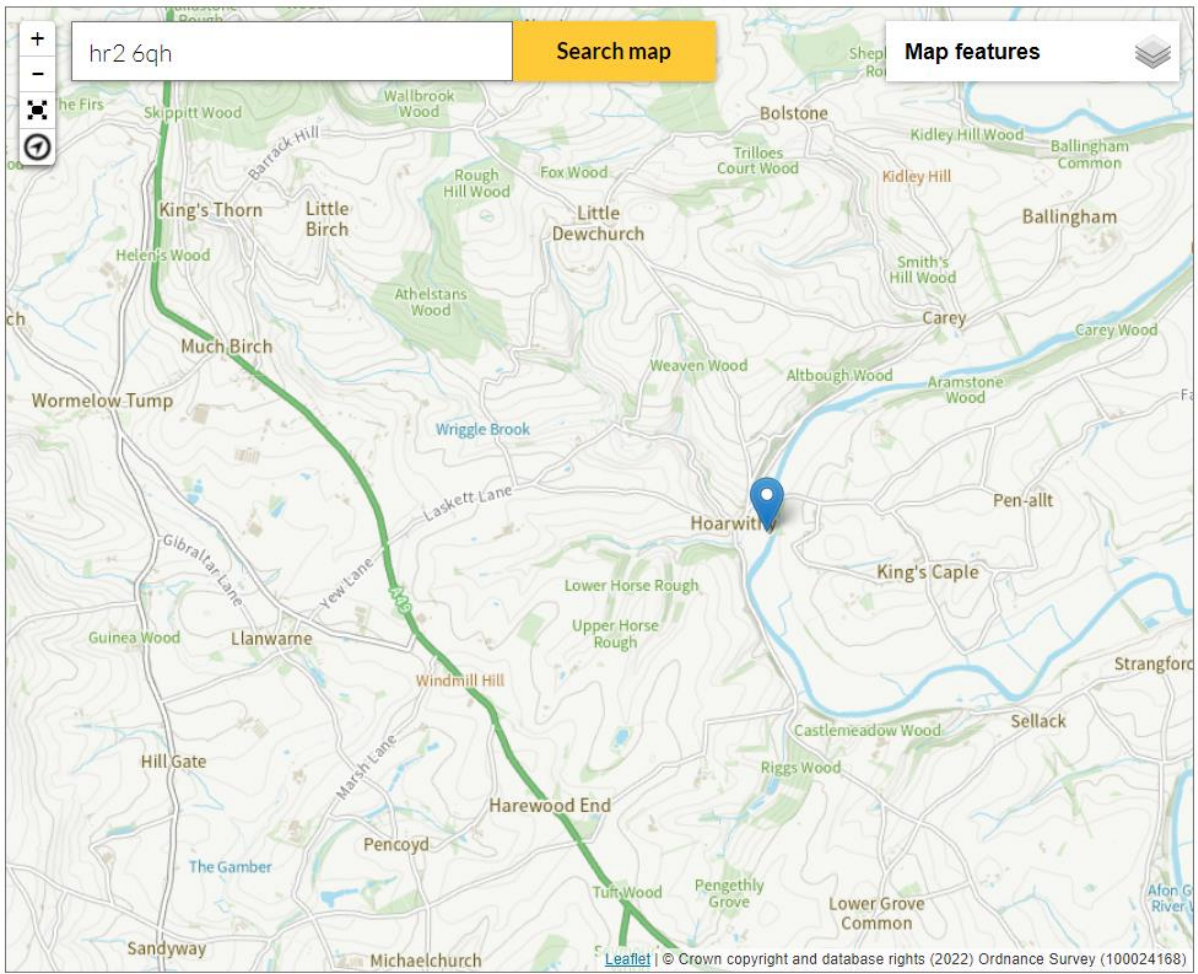 +
hr2 6qh
Search map
Map features
-
Rough
The Firs
Skippitt Wood
Wallbrook
Wood
Barrack Hill
Bolstone
Kidley Hill Wood
Ballingham
Common
Trilloes
Court Wood
Kidley Hill
Rough
Hill Wood
Fox Wood
King's Thorn
Little
Birch
Little
Dewchurch
Ballingham
Helen's Wood
Smith's
Hill Wood
Athelstans
Wood
ch
Carey
Carey Wood
Much Birch
Weaven Wood
Altbough Wood
Aramstone
Wood
Wormelow Tump
Wriggle Brook
Laskett Lane
Pen-allt
Hoarwithy
Gibraltar Lane
Yew Lane
A49
King's Caple
Lower Horse Rough
Upper Horse
Rough
Guinea Wood
Llanwarne
Strangford
Windmill Hill
Sellack
Castlemeadow Wood
Hill Gate
Marsh Lane
Riggs Wood
Harewood End
Pencoyd
The Gamber
Tuft Wood
Pengethly
Grove
Lower Grove
Common
Afon G
River
Sandyway
Michaelchurch
Leaflet | © Crown copyright and database rights (2022) Ordnance Survey (100024168)